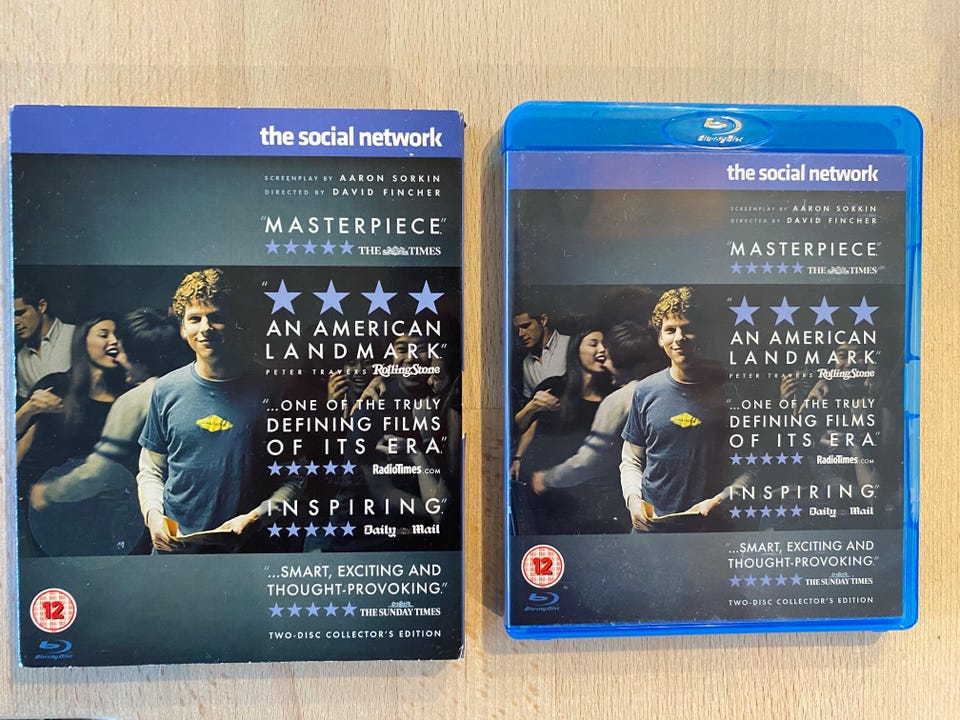 the social network
SCREENPLAY BY AARON SORKIN
DIRECTED BY DAVID FINCHER
"MASTERPIECE."
THE TIMES
"
AN AMERICAN
LANDMARK."
PETER TRAVERS RollingStone
"...ONE OF THE TRULY
DEFINING FILMS
OF ITS ERA."
RadioTimes.COM
"INSPIRING."
Daily Mail
"...SMART, EXCITING AND
THOUGHT-PROVOKING."
THE SUNDAY TIMES
TWO-DISC COLLECTOR'S EDITION
12
Blu-ray Disc
Blu-ray Disc
the social network
SCREENPLAY BY AARON SORKIN
DIRECTED BY DAVID FINCHER
"MASTERPIECE."
THE TIMES
"
AN AMERICAN
LANDMARK."
PETER TRAVERS RollingStone
"...ONE OF THE TRULY
DEFINING FILMS
OF ITS ERA."
RadioTimes.COM
"INSPIRING."
Daily Mail
"...SMART, EXCITING AND
THOUGHT-PROVOKING."
THE SUNDAY TIMES
TWO-DISC COLLECTOR'S EDITION
12
Blu-ray Disc